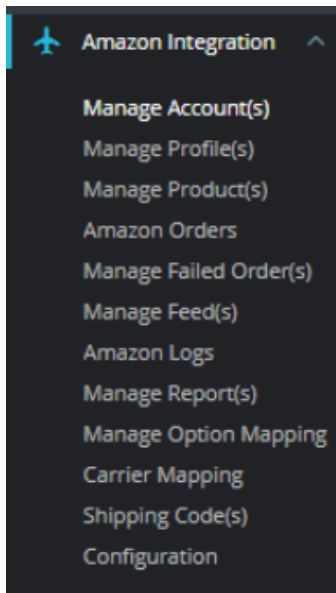 Amazon Integration
Manage Account(s)
Manage Profile(s)
Manage Product(s)
Amazon Orders
Manage Failed Order(s)
Manage Feed(s)
Amazon Logs
Manage Report(s)
Manage Option Mapping
Carrier Mapping
Shipping Code(s)
Configuration